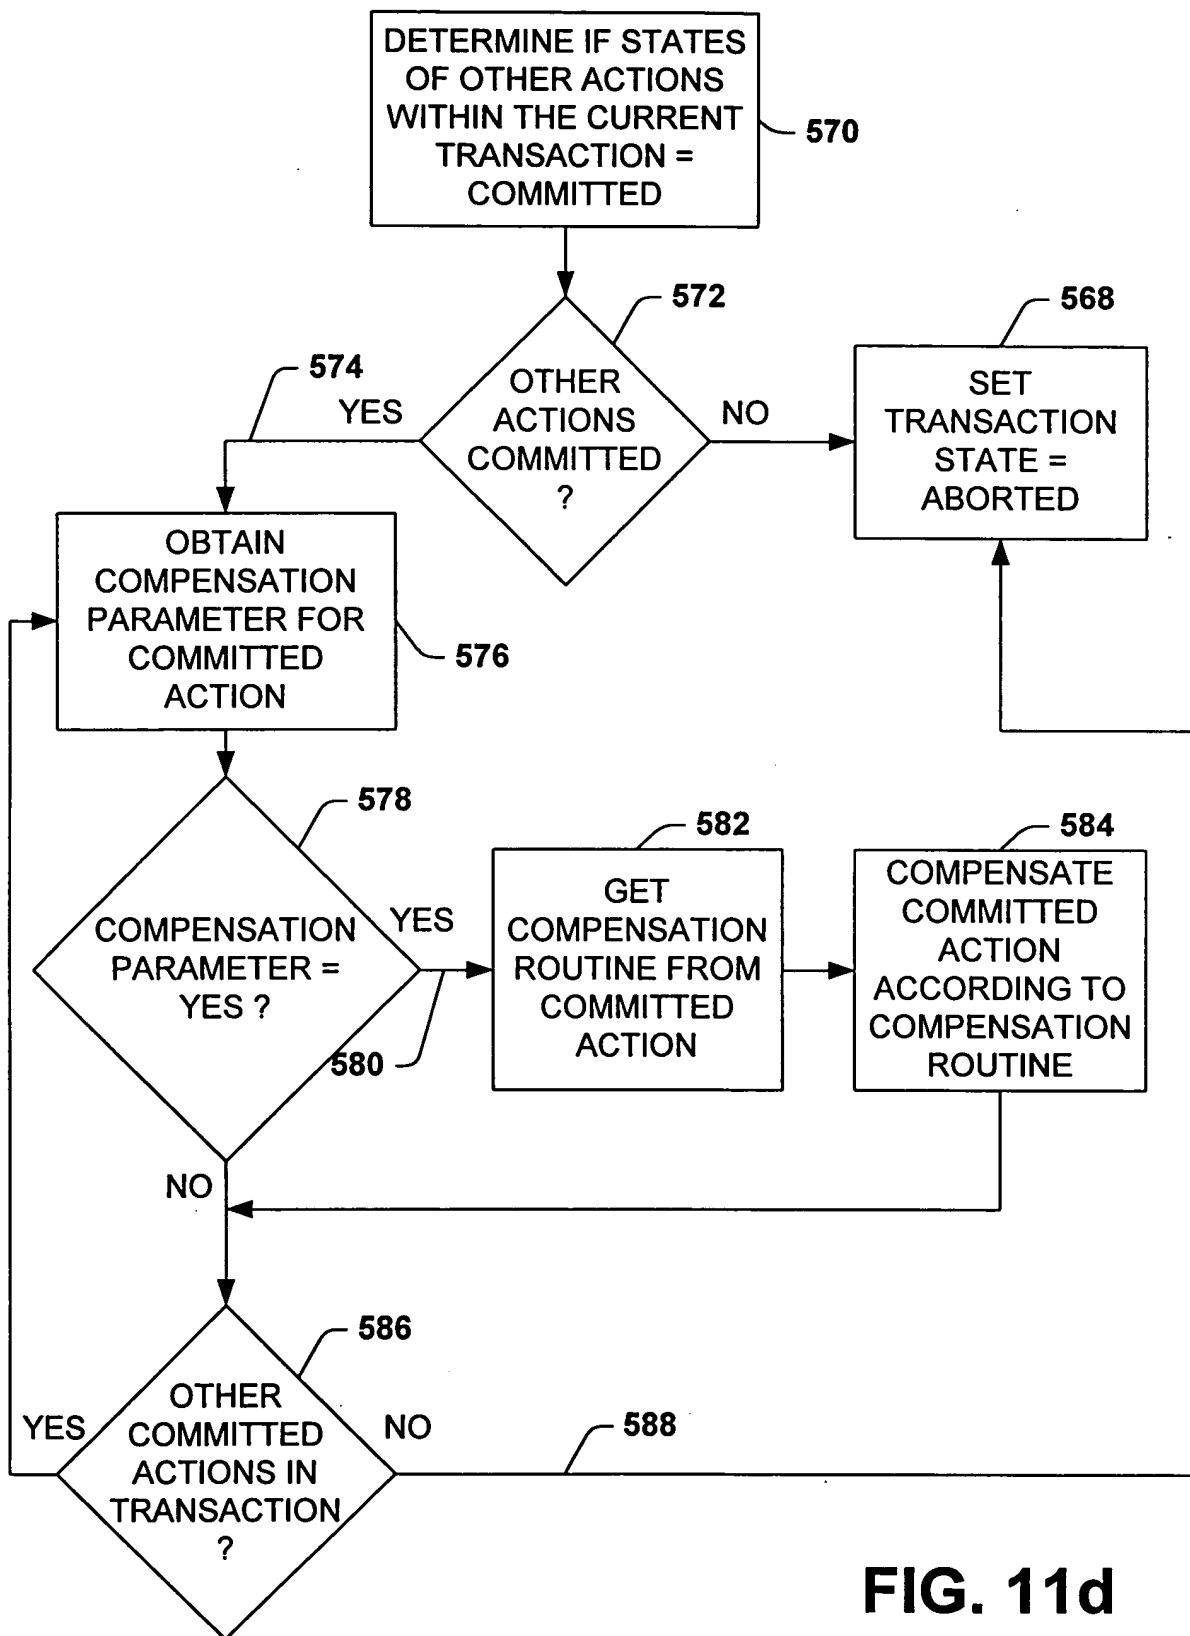 DETERMINE IF STATES
OF OTHER ACTIONS
WITHIN THE CURRENT
TRANSACTION =
COMMITTED
570
572
568
574
YES
OTHER
ACTIONS
COMMITTED
?
NO
SET
TRANSACTION
STATE =
ABORTED
OBTAIN
COMPENSATION
PARAMETER FOR
COMMITTED
ACTION
576
578
COMPENSATION
PARAMETER =
YES ?
YES
580
582
GET
COMPENSATION
ROUTINE FROM
COMMITTED
ACTION
584
COMPENSATE
COMMITTED
ACTION
ACCORDING TO
COMPENSATION
ROUTINE
NO
586
YES
OTHER
COMMITTED
ACTIONS IN
TRANSACTION
?
NO
588
FIG. 11d